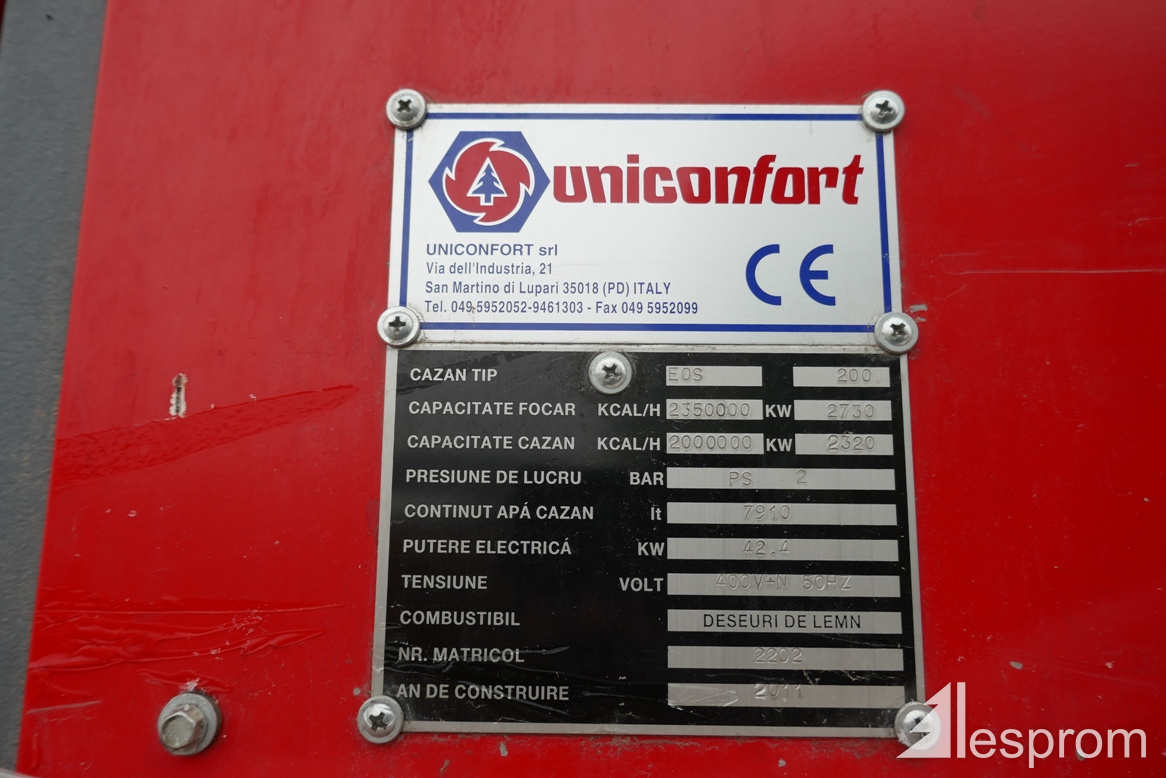 uniconfort
UNICONFORT srl
Via dell'Industria, 21
San Martino di Lupari 35018 (PD) ITALY
Tel. 049.5952052-9461303 - Fax 049 5952099
CE
CAZAN TIP EOS 200
CAPACITATE FOCAR KCAL/H 2350000 KW 2730
CAPACITATE CAZAN KCAL/H 2000000 KW 2320
PRESIUNE DE LUCRU BAR PS 2
CONTINUT APÁ CAZAN lt 7910
PUTERE ELECTRICÁ KW 42.4
TENSIUNE VOLT 400V+N 50HZ
COMBUSTIBIL DESEURI DE LEMN
NR. MATRICOL 2202
AN DE CONSTRUIRE 2011
lesprom